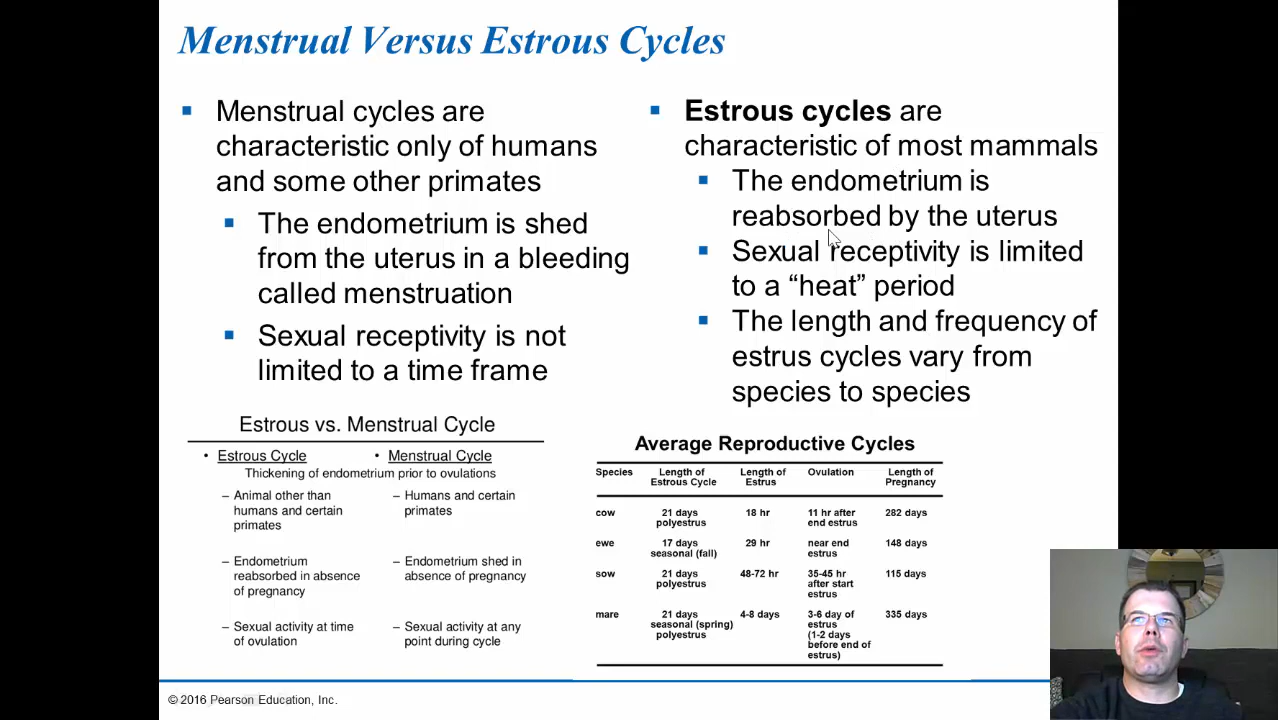 Menstrual Versus Estrous Cycles
▪ Menstrual cycles are
characteristic only of humans
and some other primates
▪ The endometrium is shed
from the uterus in a bleeding
called menstruation
▪ Sexual receptivity is not
limited to a time frame
▪ Estrous cycles are
characteristic of most mammals
▪ The endometrium is
reabsorbed by the uterus
▪ Sexual receptivity is limited
to a “heat” period
▪ The length and frequency of
estrus cycles vary from
species to species
Estrous vs. Menstrual Cycle
• Estrous Cycle • Menstrual Cycle
Thickening of endometrium prior to ovulations
– Animal other than
humans and certain
primates
– Humans and certain
primates
– Endometrium
reabsorbed in absence
of pregnancy
– Endometrium shed in
absence of pregnancy
– Sexual activity at time
of ovulation
– Sexual activity at any
point during cycle
Average Reproductive Cycles
Species Length of Length of Ovulation Length of
Estrous Cycle Estrus Pregnancy
cow 21 days 18 hr 11 hr after 282 days
polyestrus end estrus
ewe 17 days 29 hr near end 148 days
seasonal (fall) estrus
sow 21 days 48-72 hr 35-45 hr 115 days
polyestrus after start
estrus
mare 21 days 4-8 days 3-6 day of 335 days
seasonal (spring) estrus
polyestrus (1-2 days
before end of
estrus)
© 2016 Pearson Education, Inc.